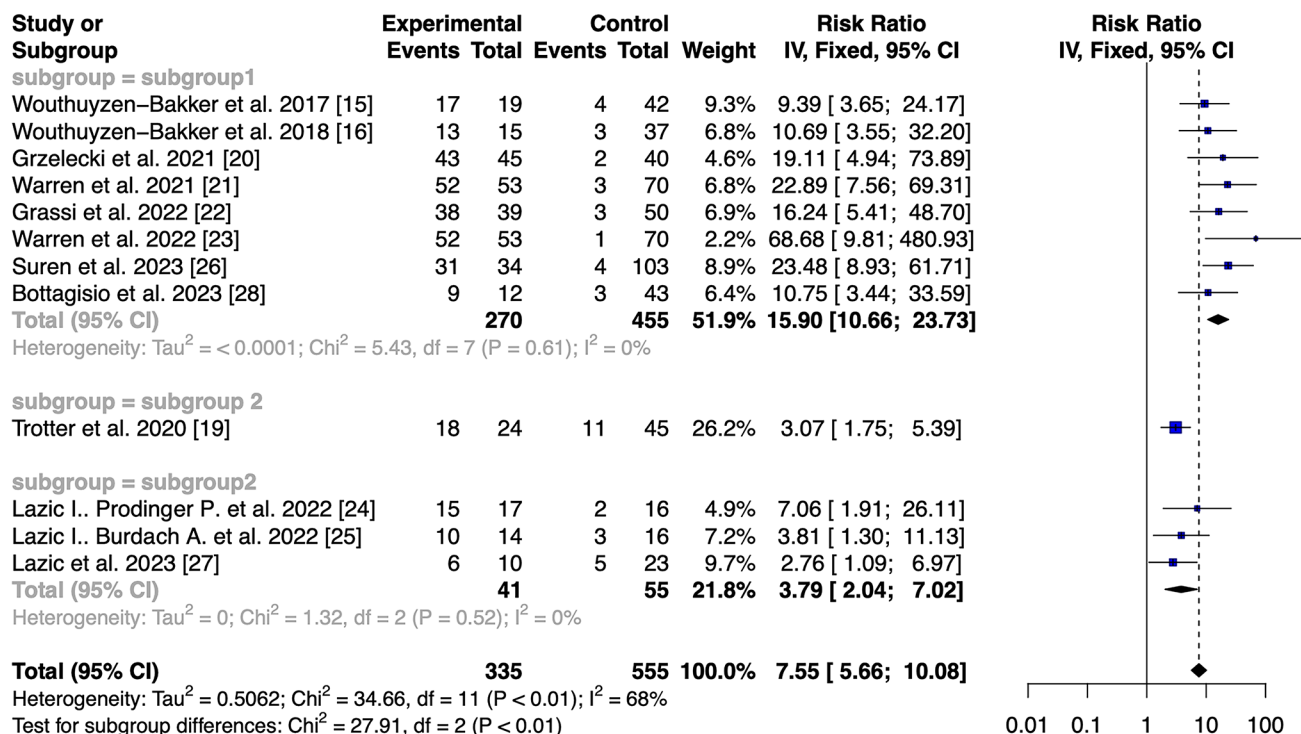 Study or Experimental Control Risk Ratio Risk Ratio
Subgroup Events Total Events Total Weight IV, Fixed, 95% CI IV, Fixed, 95% CI
subgroup = subgroup1
Wouthuyzen−Bakker et al. 2017 [15] 17 19 4 42 9.3% 9.39 [ 3.65; 24.17]
Wouthuyzen−Bakker et al. 2018 [16] 13 15 3 37 6.8% 10.69 [ 3.55; 32.20]
Grzelecki et al. 2021 [20] 43 45 2 40 4.6% 19.11 [ 4.94; 73.89]
Warren et al. 2021 [21] 52 53 3 70 6.8% 22.89 [ 7.56; 69.31]
Grassi et al. 2022 [22] 38 39 3 50 6.9% 16.24 [ 5.41; 48.70]
Warren et al. 2022 [23] 52 53 1 70 2.2% 68.68 [ 9.81; 480.93]
Suren et al. 2023 [26] 31 34 4 103 8.9% 23.48 [ 8.93; 61.71]
Bottagisio et al. 2023 [28] 9 12 3 43 6.4% 10.75 [ 3.44; 33.59]
Total (95% CI) 270 455 51.9% 15.90 [10.66; 23.73]
Heterogeneity: Tau² = < 0.0001; Chi² = 5.43, df = 7 (P = 0.61); I² = 0%
subgroup = subgroup 2
Trotter et al. 2020 [19] 18 24 11 45 26.2% 3.07 [ 1.75; 5.39]
subgroup = subgroup2
Lazic I.. Prodinger P. et al. 2022 [24] 15 17 2 16 4.9% 7.06 [ 1.91; 26.11]
Lazic I.. Burdach A. et al. 2022 [25] 10 14 3 16 7.2% 3.81 [ 1.30; 11.13]
Lazic et al. 2023 [27] 6 10 5 23 9.7% 2.76 [ 1.09; 6.97]
Total (95% CI) 41 55 21.8% 3.79 [ 2.04; 7.02]
Heterogeneity: Tau² = 0; Chi² = 1.32, df = 2 (P = 0.52); I² = 0%
Total (95% CI) 335 555 100.0% 7.55 [ 5.66; 10.08]
Heterogeneity: Tau² = 0.5062; Chi² = 34.66, df = 11 (P < 0.01); I² = 68%
Test for subgroup differences: Chi² = 27.91, df = 2 (P < 0.01)
0.01 0.1 1 10 100